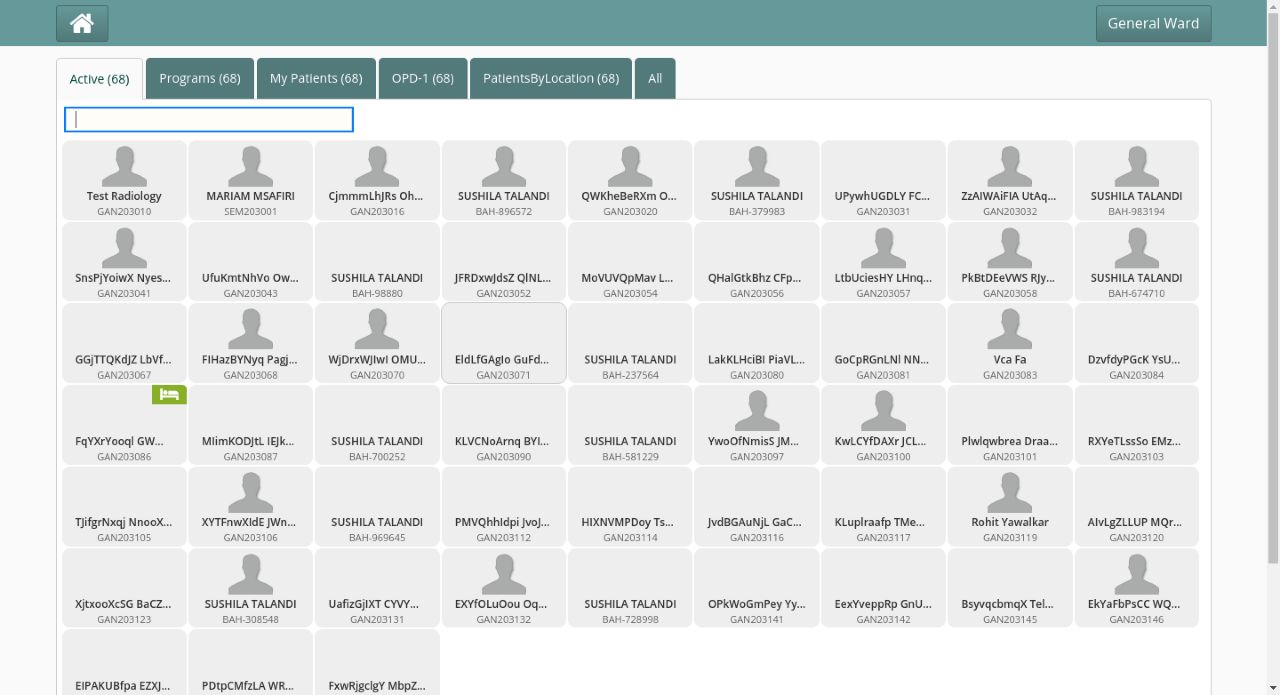 General Ward
Active (68) Programs (68) My Patients (68) OPD-1 (68) PatientsByLocation (68) All
Test Radiology MARIAM MSAFIRI CjmmmLhJRs Oh... SUSHILA TALANDI QWKheBeRXm O... SUSHILA TALANDI UPywhUGDLY FC... ZzAIWAiFIA UtAq... SUSHILA TALANDI
GAN203010 SEM203001 GAN203016 BAH-896572 GAN203020 BAH-379983 GAN203031 GAN203032 BAH-983194
SnsPjYoiwX Nyes... UfuKmtNhVo Ow... SUSHILA TALANDI JFRDxwJdsZ QlNL... MoVUVQpMav L... QHalGtkBhz CFp... LtbUciesHY LHnq... PkBtDEeVWS RJy... SUSHILA TALANDI
GAN203041 GAN203043 BAH-98880 GAN203052 GAN203054 GAN203056 GAN203057 GAN203058 BAH-674710
GGjTTQKdJZ LbVf... FIHazBYNyq Pagj... WjDrxWJIwI OMU... EldLfGAgIo GuFd... SUSHILA TALANDI LakKLHciBI PiaVL... GoCpRGnLNl NN... Vca Fa DzvfdyPGcK YsU...
GAN203067 GAN203068 GAN203070 GAN203071 BAH-237564 GAN203080 GAN203081 GAN203083 GAN203084
FqYXrYooql GW... MIimKODJtL IEJk... SUSHILA TALANDI KLVCNoArnq BYI... SUSHILA TALANDI YwoOfNmisS JM... KwLCYfDAXr JCL... Plwlqwbrea Draa... RXYeTLssSo EMz...
GAN203086 GAN203087 BAH-700252 GAN203090 BAH-581229 GAN203097 GAN203100 GAN203101 GAN203103
TJifgrNxqj NnooX... XYTFnwXIdE JWn... SUSHILA TALANDI PMVQhhIdpi JvoJ... HIXNVMPDoy Ts... JvdBGAuNjL GaC... KLuplraafp TMe... Rohit Yawalkar AIvLgZLLUP MQr...
GAN203105 GAN203106 BAH-969645 GAN203112 GAN203114 GAN203116 GAN203117 GAN203119 GAN203120
XjtxooXcSG BaCZ... SUSHILA TALANDI UafizGjIXT CYVY... EXYfOLuOou Oq... SUSHILA TALANDI OPkWoGmPey Yy... EexYveppRp GnU... BsyvqcbmqX Tel... EkYaFbPsCC WQ...
GAN203123 BAH-308548 GAN203131 GAN203132 BAH-728998 GAN203141 GAN203142 GAN203145 GAN203146
EIPAKUBfpa EZXJ... PDtpCMfzLA WR... FxwRjgclgY MbpZ...